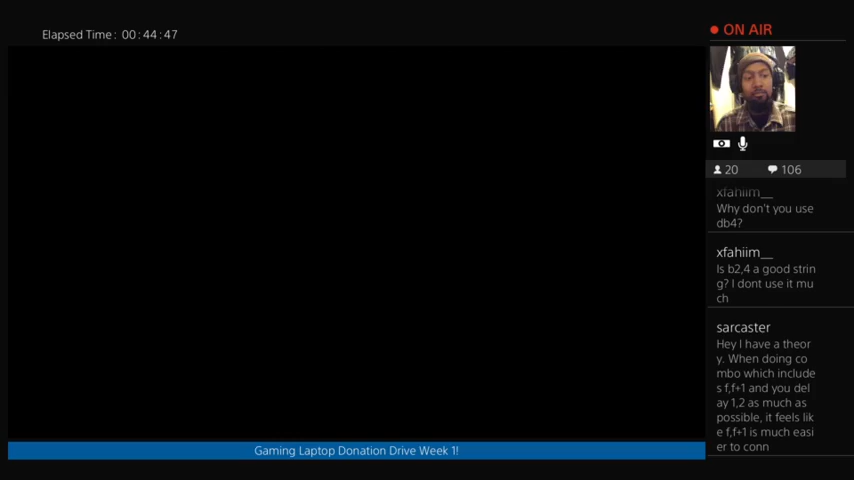 Elapsed Time: 00:44:47
ON AIR
20 106
xfahiim__
Why don't you use
db4?
xfahiim__
Is b2,4 a good strin
g? I dont use it mu
ch
sarcaster
Hey I have a theor
y. When doing co
mbo which include
s f,f+1 and you del
ay 1,2 as much as
possible, it feels lik
e f,f+1 is much easi
er to conn
Gaming Laptop Donation Drive Week 1!